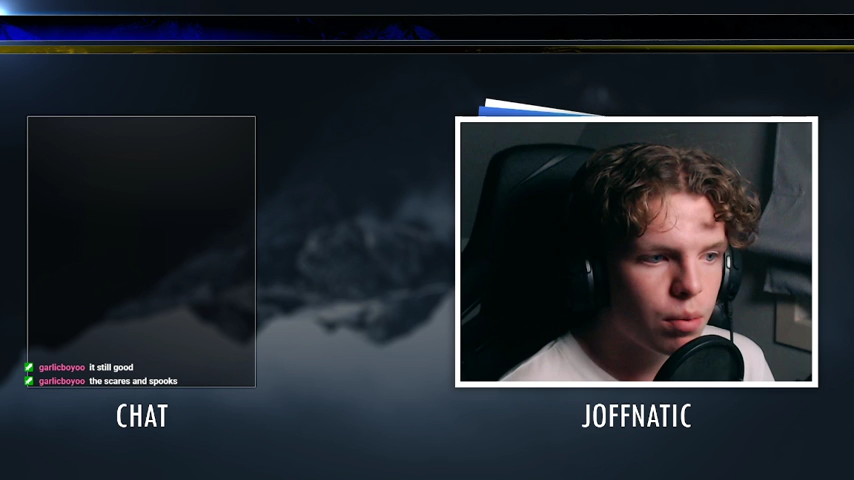 garlicboyoo it still good
garlicboyoo the scares and spooks
CHAT
JOFFNATIC